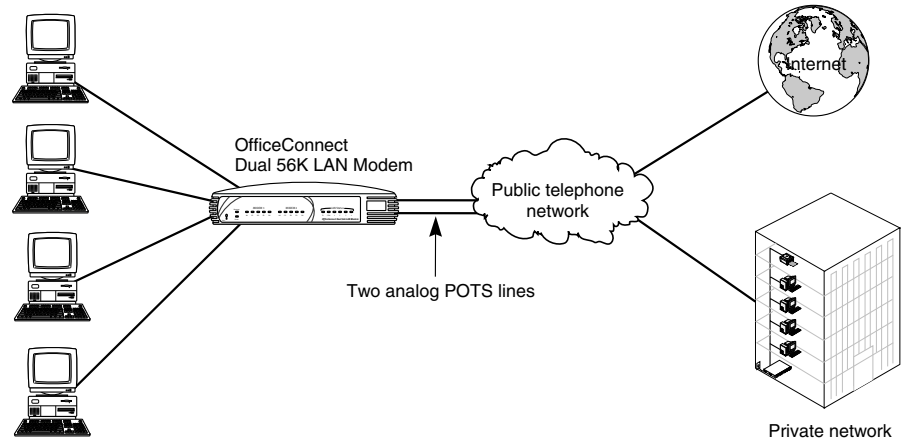 OfficeConnect
Dual 56K LAN Modem
Internet
Public telephone
network
Two analog POTS lines
Private network